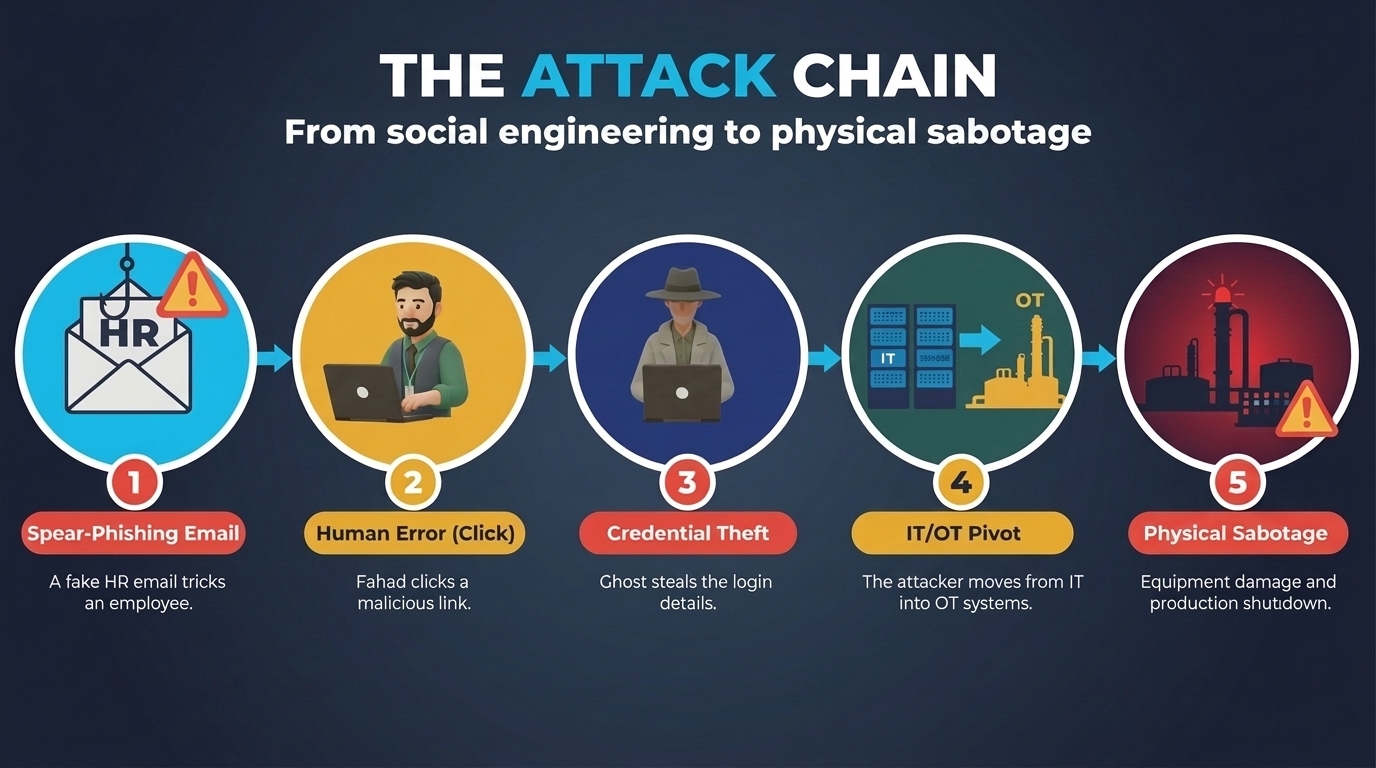 THE ATTACK CHAIN
From social engineering to physical sabotage
HR
OT
IT
1
2
3
4
5
Spear-Phishing Email
Human Error (Click)
Credential Theft
IT/OT Pivot
Physical Sabotage
A fake HR email tricks
an employee.
Fahad clicks a
malicious link.
Ghost steals the login
details.
The attacker moves from IT
into OT systems.
Equipment damage and
production shutıdown.